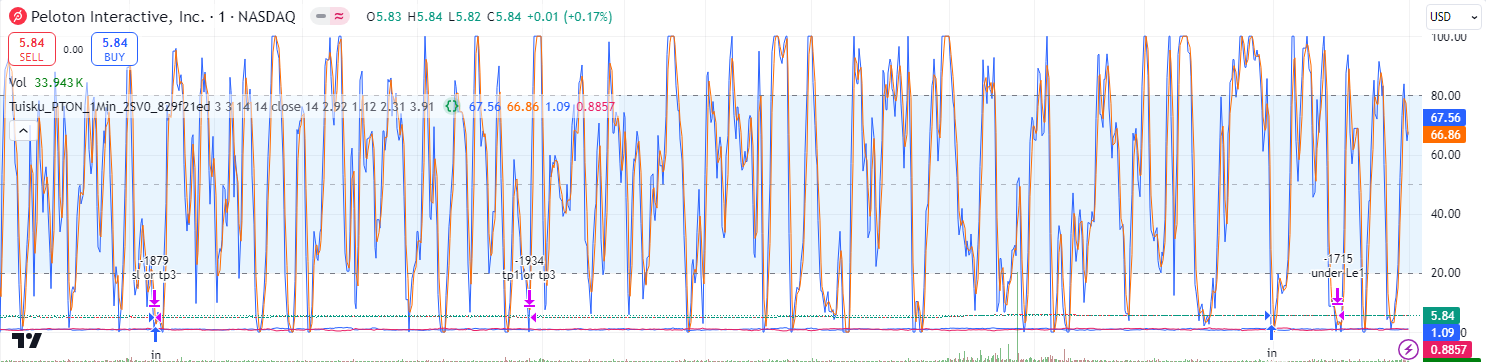 Peloton Interactive, Inc. · 1 · NASDAQ
O5.83 H5.84 L5.82 C5.84 +0.01 (+0.17%)
USD
5.84
SELL
0.00
5.84
BUY
Vol 33.943 K
Tuisku_PTON_1Min_2SV0_829f21ed 3 3 14 14 close 14 2.92 1.12 2.31 3.91 67.56 66.86 1.09 0.8857
100.00
80.00
67.56
66.86
60.00
40.00
20.00
5.84
1.09
0.8857
-1879
sl or tp3
in
-1934
tp1 or tp3
-1715
under Le1
in